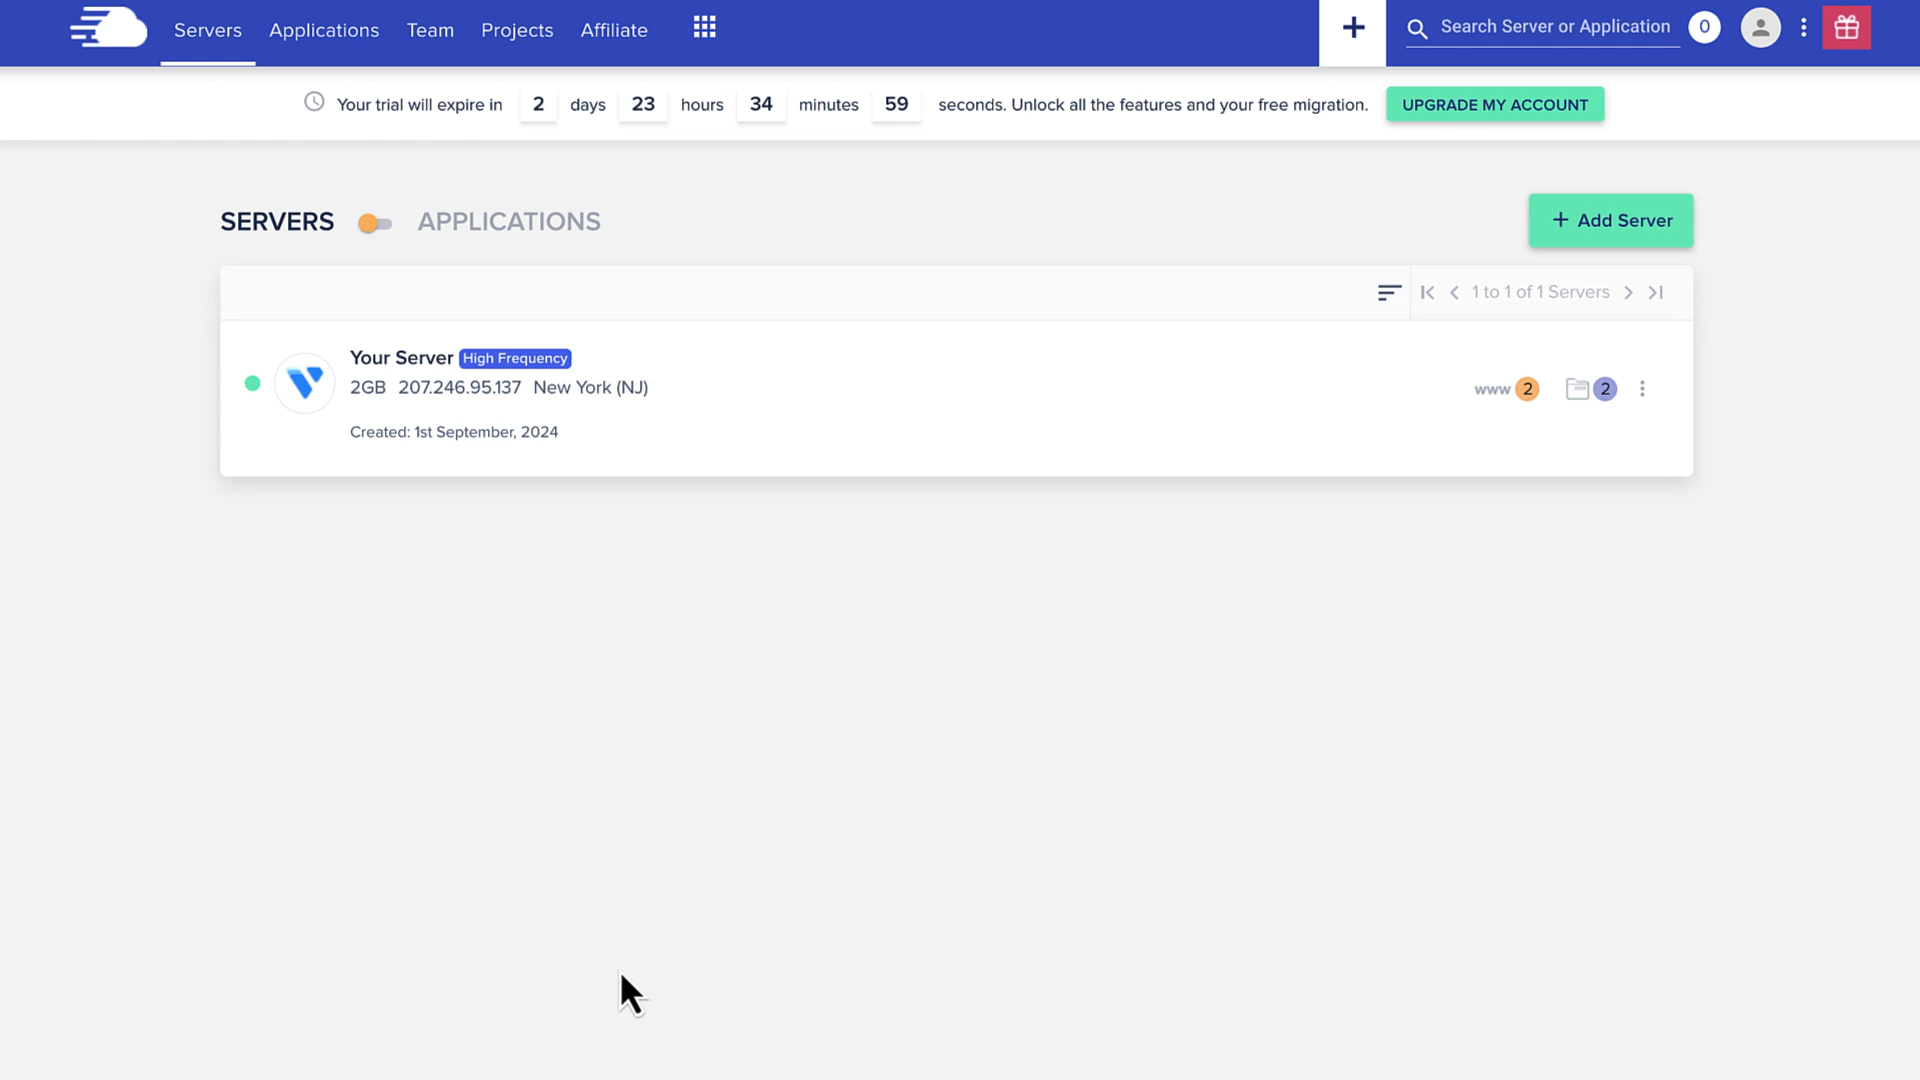 Servers Applications Team Projects Affiliate Search Server or Application 0
Your trial will expire in 2 days 23 hours 34 minutes 59 seconds. Unlock all the features and your free migration. UPGRADE MY ACCOUNT
SERVERS APPLICATIONS + Add Server
1 to 1 of 1 Servers
Your Server High Frequency
2GB 207.246.95.137 New York (NJ) www 2 2
Created: 1st September, 2024